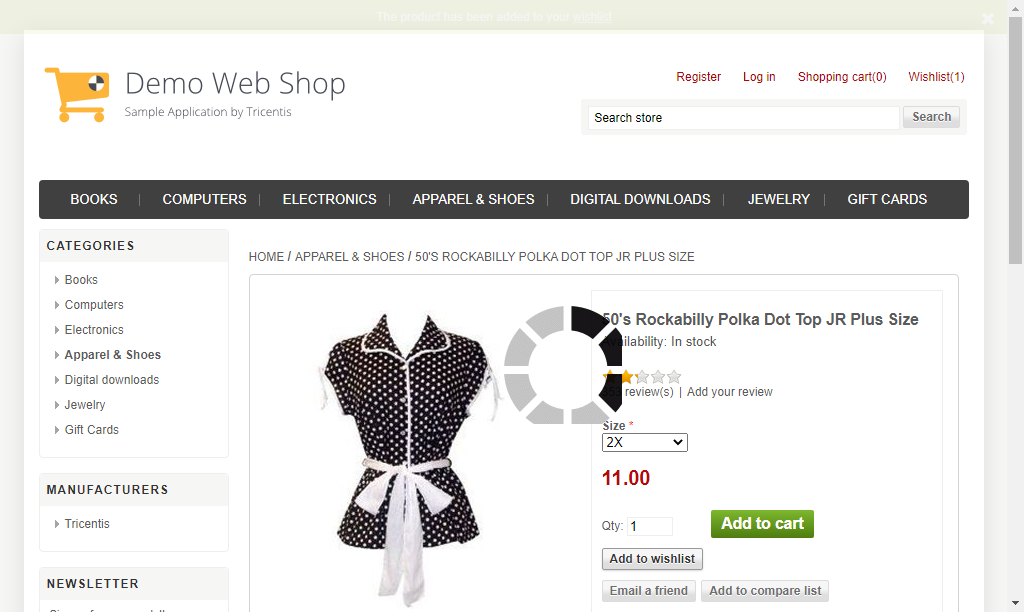 The product has been added to your wishlist
Demo Web Shop
Sample Application by Tricentis
Register Log in Shopping cart(0) Wishlist(1)
Search store Search
BOOKS | COMPUTERS | ELECTRONICS | APPAREL & SHOES | DIGITAL DOWNLOADS | JEWELRY | GIFT CARDS
CATEGORIES
Books
Computers
Electronics
Apparel & Shoes
Digital downloads
Jewelry
Gift Cards
MANUFACTURERS
Tricentis
NEWSLETTER
HOME / APPAREL & SHOES / 50'S ROCKABILLY POLKA DOT TOP JR PLUS SIZE
50's Rockabilly Polka Dot Top JR Plus Size
Availability: In stock
review(s) | Add your review
Size *
2X
11.00
Qty: 1 Add to cart
Add to wishlist
Email a friend Add to compare list